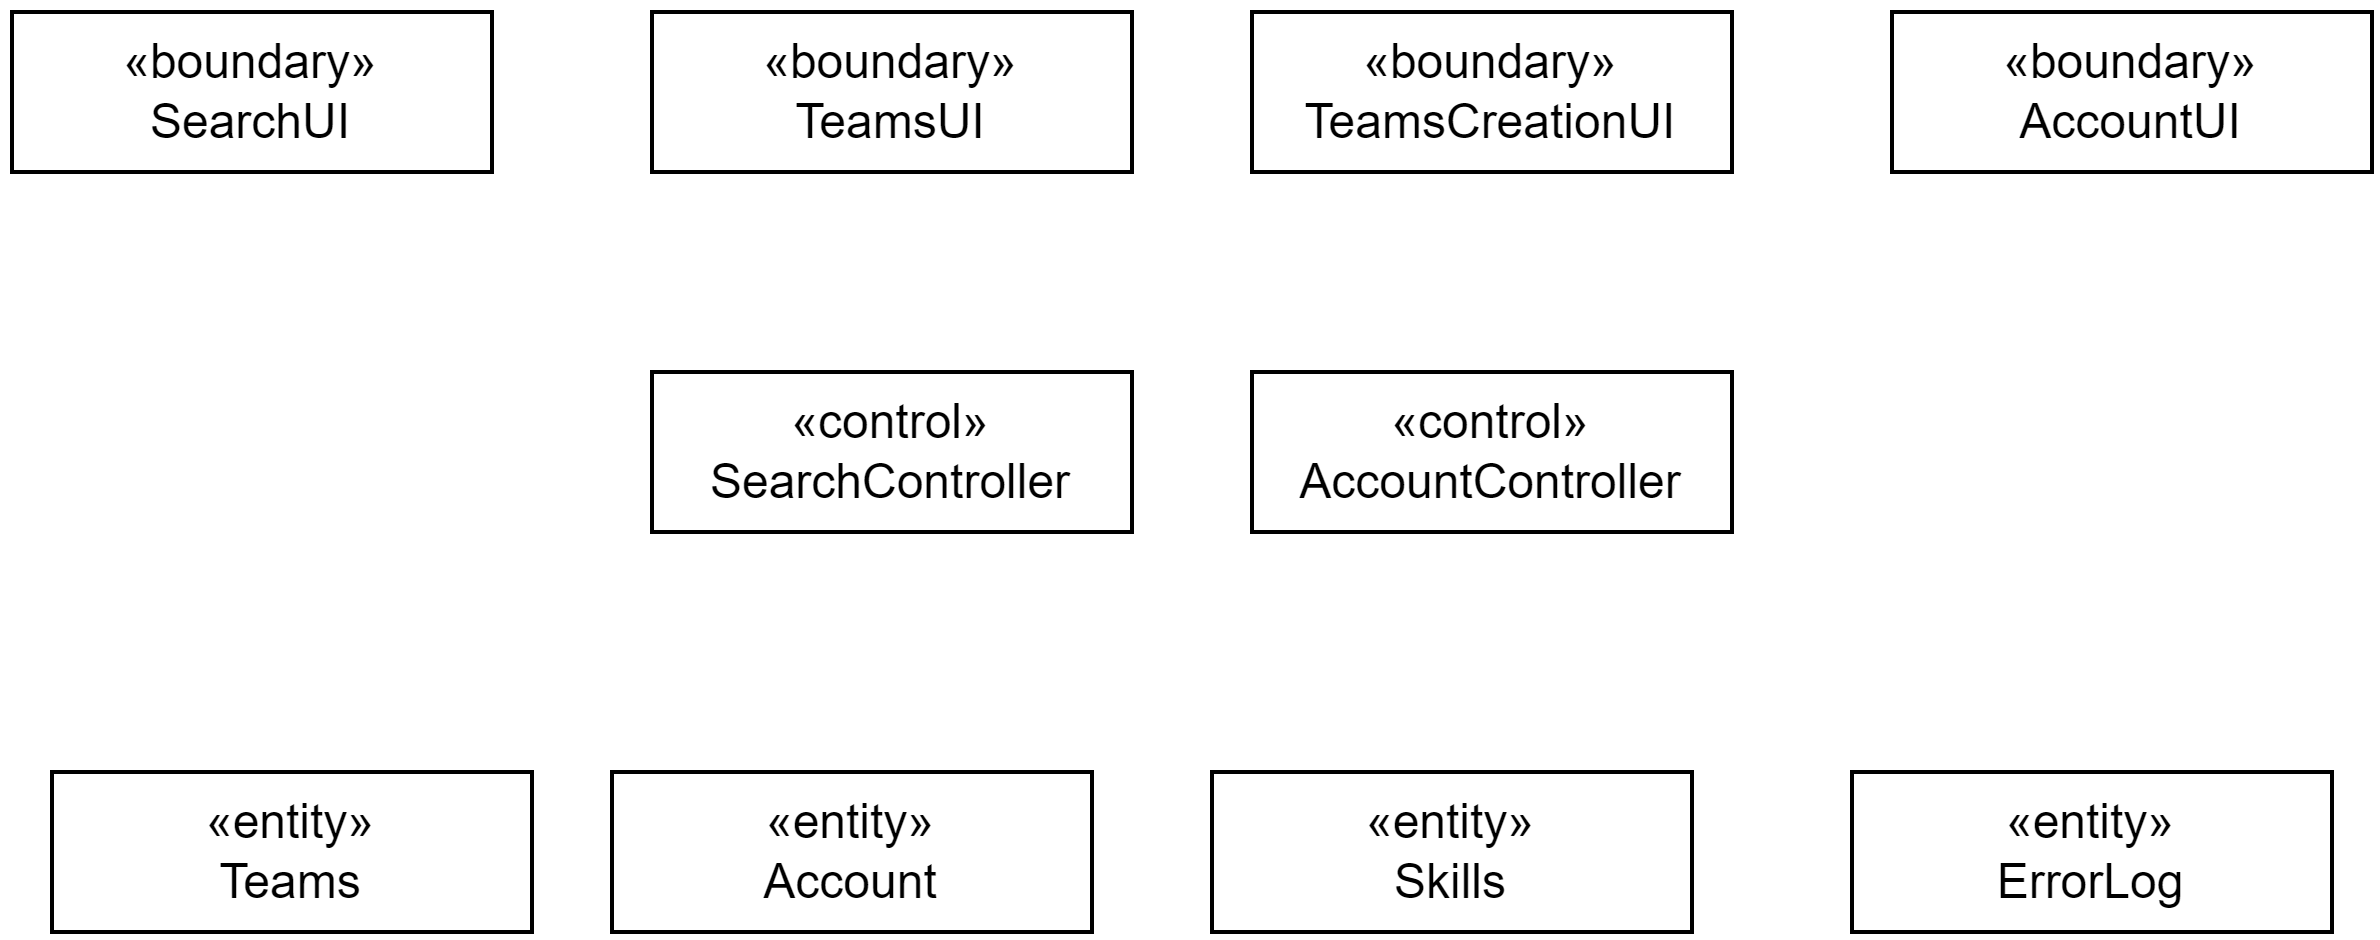 «boundary»
SearchUI
«boundary»
TeamsUI
«boundary»
TeamsCreationUI
«boundary»
AccountUI
«control»
SearchController
«control»
AccountController
«entity»
Teams
«entity»
Account
«entity»
Skills
«entity»
ErrorLog